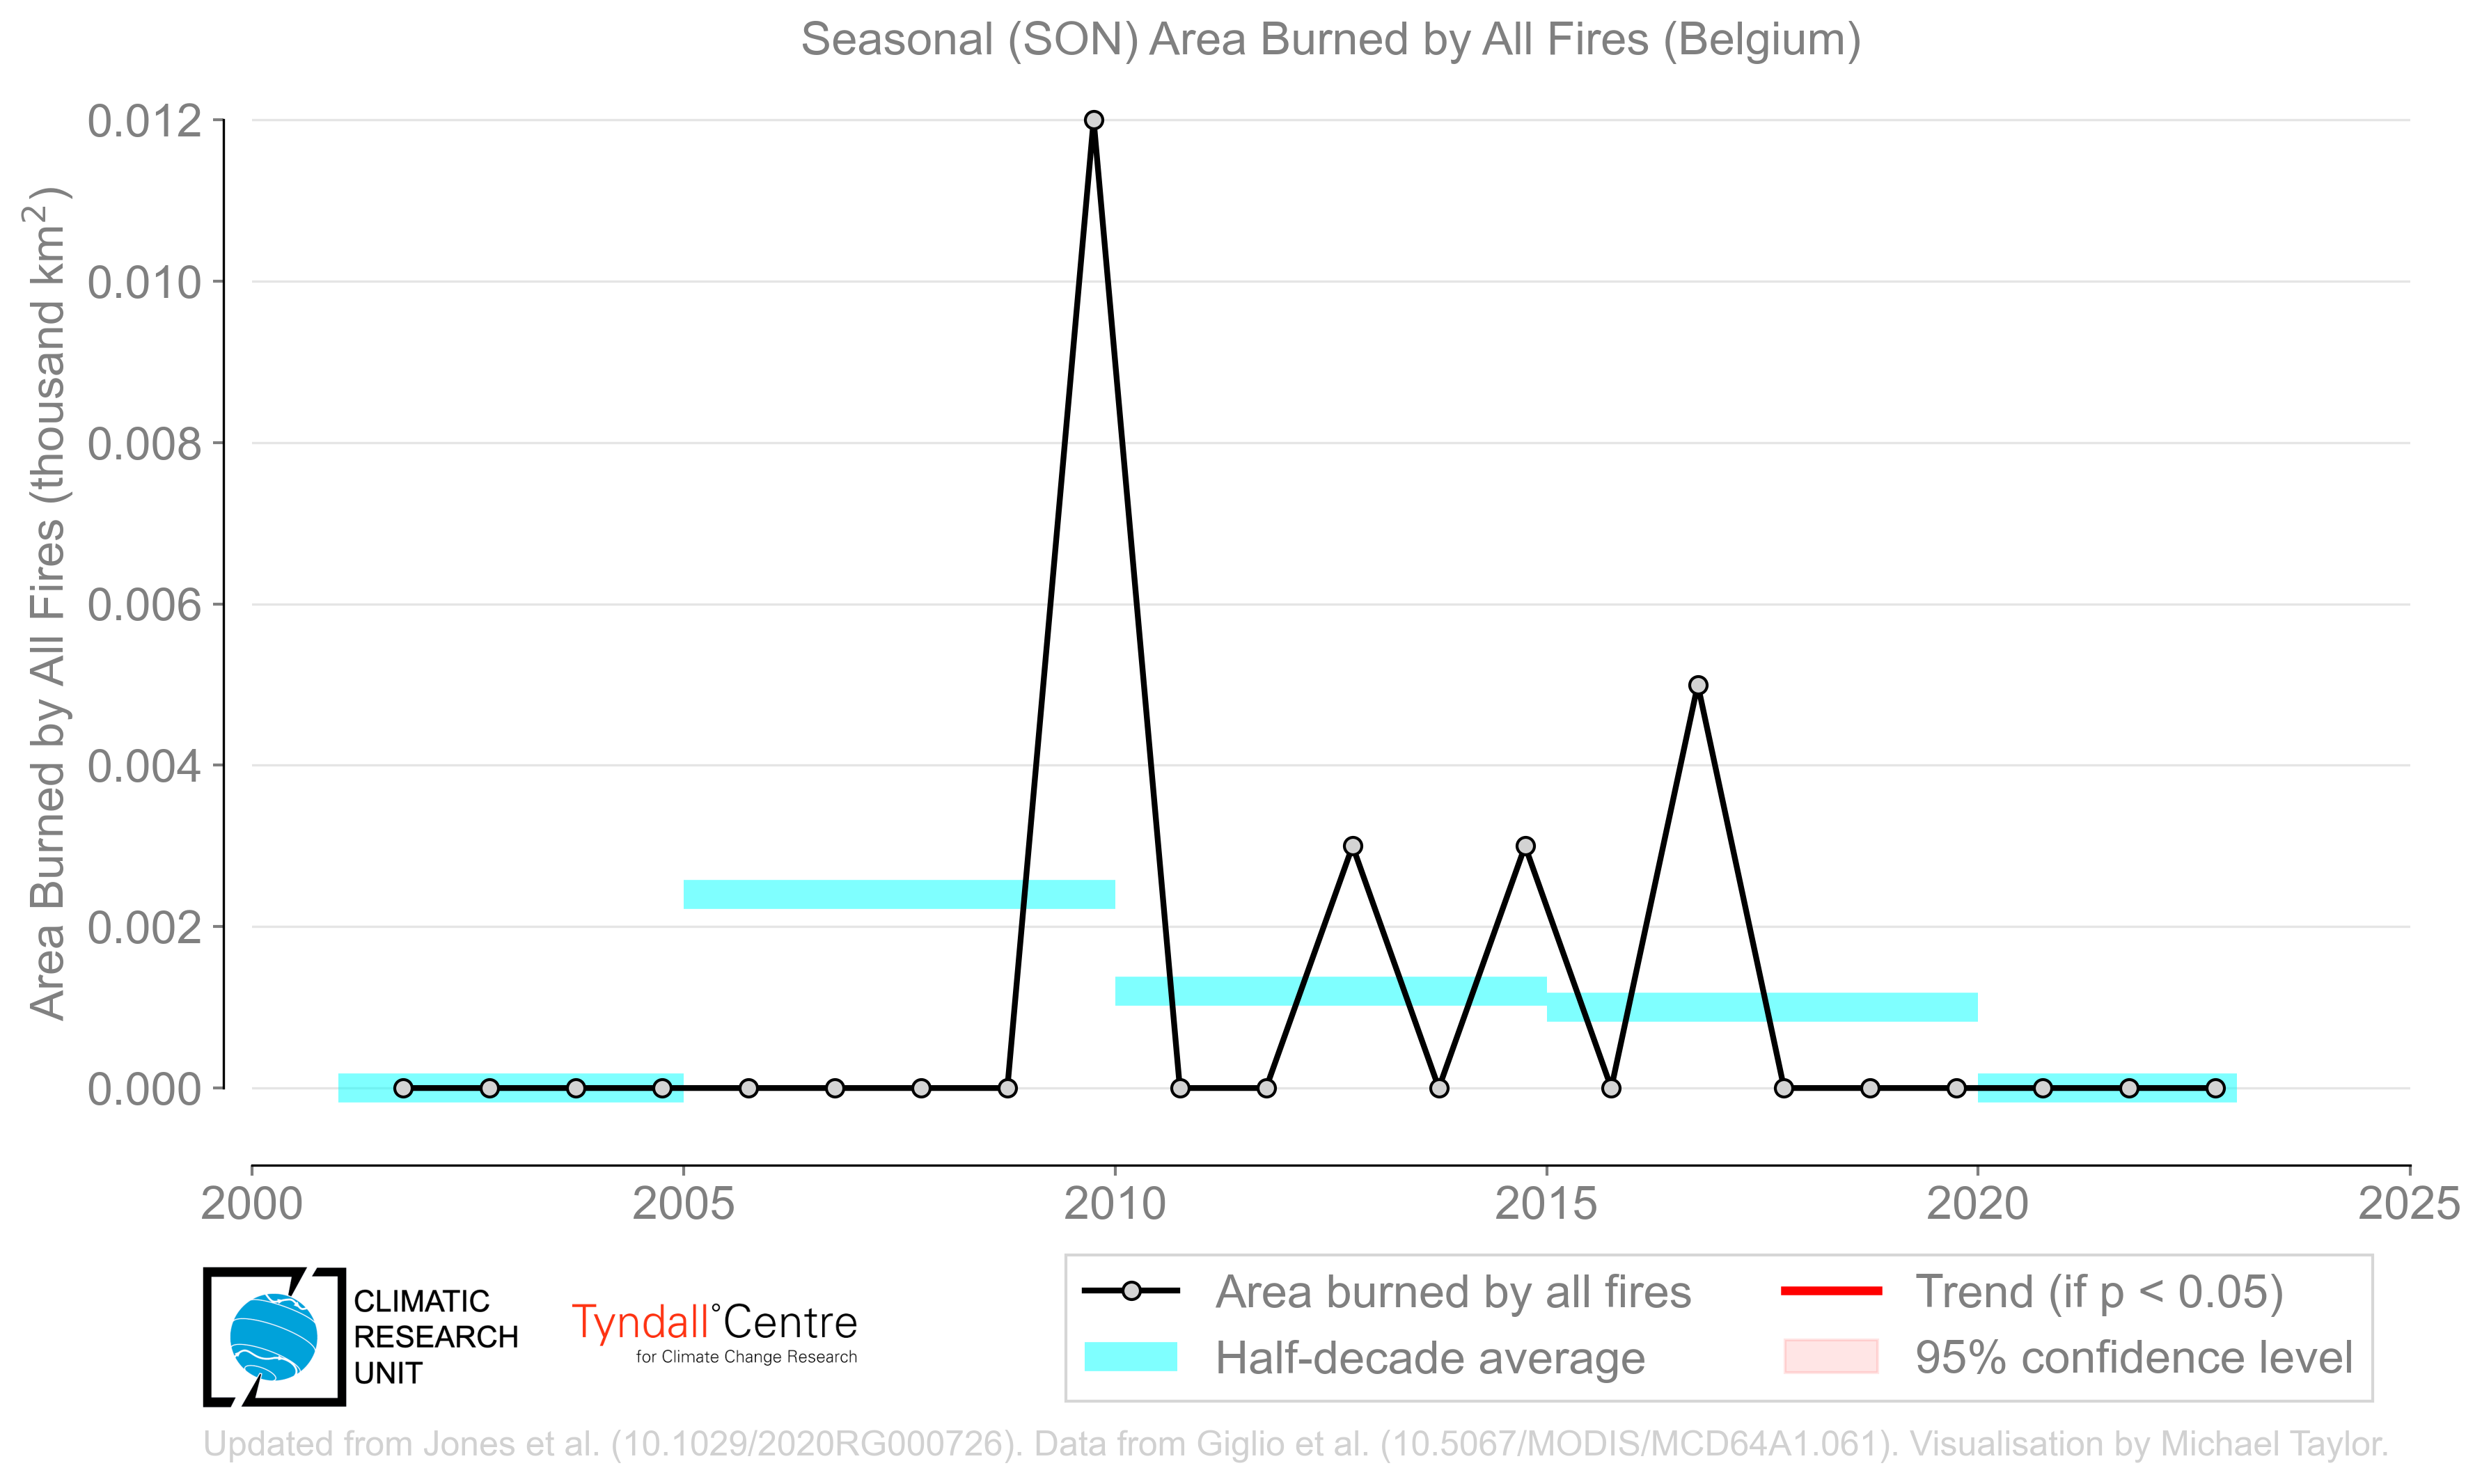 Seasonal (SON) Area Burned by All Fires (Belgium)
Area Burned by All Fires (thousand km²)
0.012
0.010
0.008
0.006
0.004
0.002
0.000
2000 2005 2010 2015 2020 2025
CLIMATIC
RESEARCH
UNIT
Tyndall°Centre
for Climate Change Research
Area burned by all fires
Half-decade average
Trend (if p < 0.05)
95% confidence level
Updated from Jones et al. (10.1029/2020RG000726). Data from Giglio et al. (10.5067/MODIS/MCD64A1.061). Visualisation by Michael Taylor.